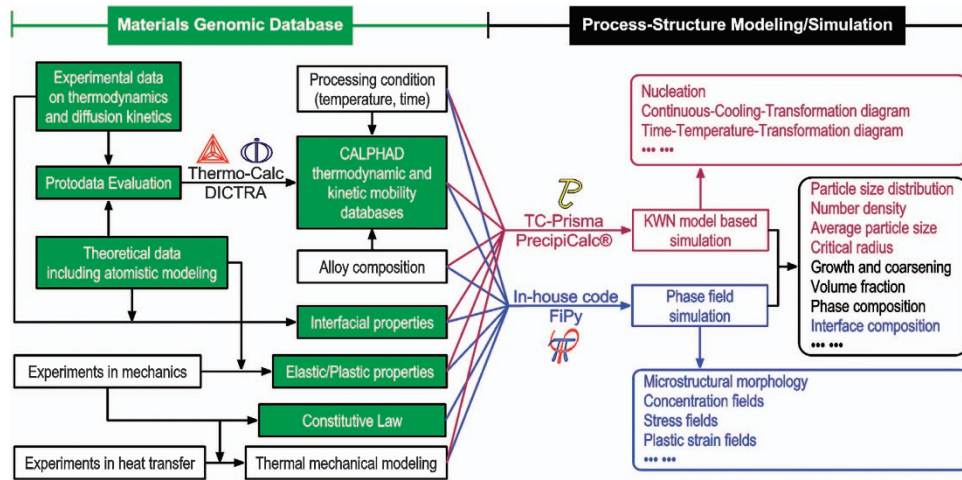 Materials Genomic Database
Process-Structure Modeling/Simulation
Experimental data
on thermodynamics
and diffusion kinetics
Processing condition
(temperature, time)
Nucleation
Continuous-Cooling-Transformation diagram
Time-Temperature-Transformation diagram
••• •••
Protodata Evaluation
Thermo-Calc
DICTRA
CALPHAD
thermodynamic and
kinetic mobility
databases
TC-Prisma
PrecipiCalc®
KWN model based
simulation
Particle size distribution
Number density
Average particle size
Critical radius
Growth and coarsening
Volume fraction
Phase composition
Interface composition
••• •••
Theoretical data
including atomistic modeling
Alloy composition
In-house code
FiPy
Phase field
simulation
Interfacial properties
Experiments in mechanics
Elastic/Plastic properties
Microstructural morphology
Concentration fields
Stress fields
Plastic strain fields
••• •••
Constitutive Law
Experiments in heat transfer
Thermal mechanical modeling